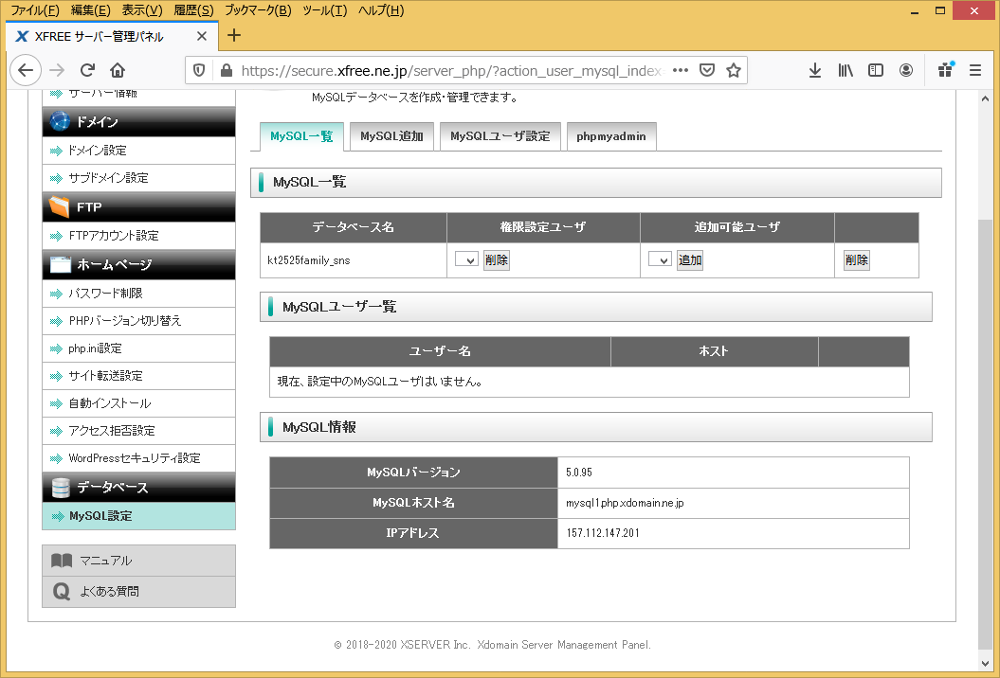 ファイル(F) 編集(E) 表示(V) 履歴(S) ブックマーク(B) ツール(T) ヘルプ(H)
XFREE サーバー管理パネル
https://secure.xfree.ne.jp/server_php/?action_user_mysql_index
サーバー情報
ドメイン
ドメイン設定
サブドメイン設定
FTP
FTPアカウント設定
ホームページ
パスワード制限
PHPバージョン切り替え
php.ini設定
サイト転送設定
自動インストール
アクセス拒否設定
WordPressセキュリティ設定
データベース
MySQL設定
マニュアル
よくある質問
MySQLデータベースを作成・管理できます。
MySQL一覧 MySQL追加 MySQLユーザ設定 phpmyadmin
MySQL一覧
データベース名 権限設定ユーザ 追加可能ユーザ
kt2525family_sns 削除 追加 削除
MySQLユーザ一覧
ユーザー名 ホスト
現在、設定中のMySQLユーザはいません。
MySQL情報
MySQLバージョン 5.0.95
MySQLホスト名 mysql1.php.xdomain.ne.jp
IPアドレス 157.112.147.201
© 2018-2020 XSERVER Inc. Xdomain Server Management Panel.